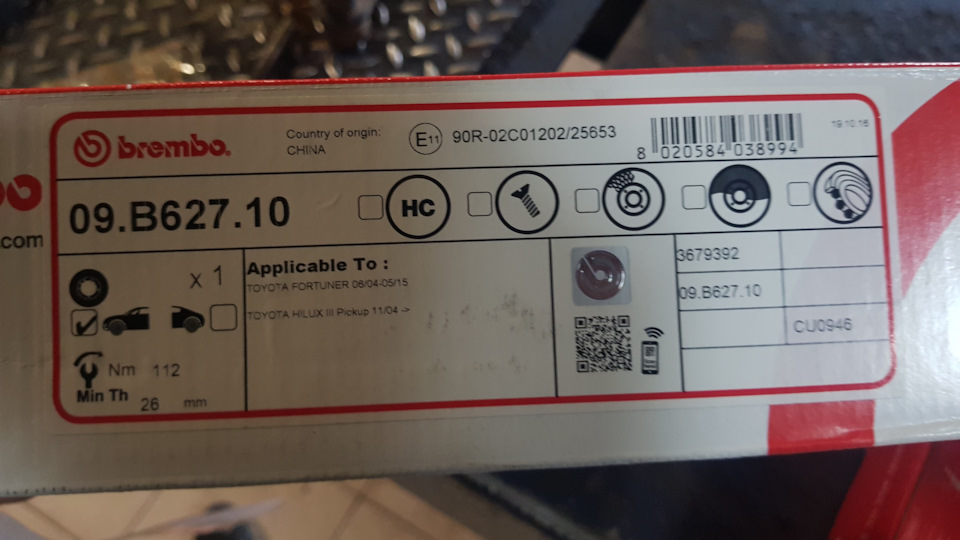 brembo.
Country of origin:
CHINA
E11
90R-02C01202/25653
8 020584 038994
19.10.16
.com
09.B627.10
HC
x 1
Applicable To :
TOYOTA FORTUNER 06/04-05/15
TOYOTA HILUX III Pickup 11/04 ->
Nm 112
Min Th 26 mm
3679392
09.B627.10
CU0946